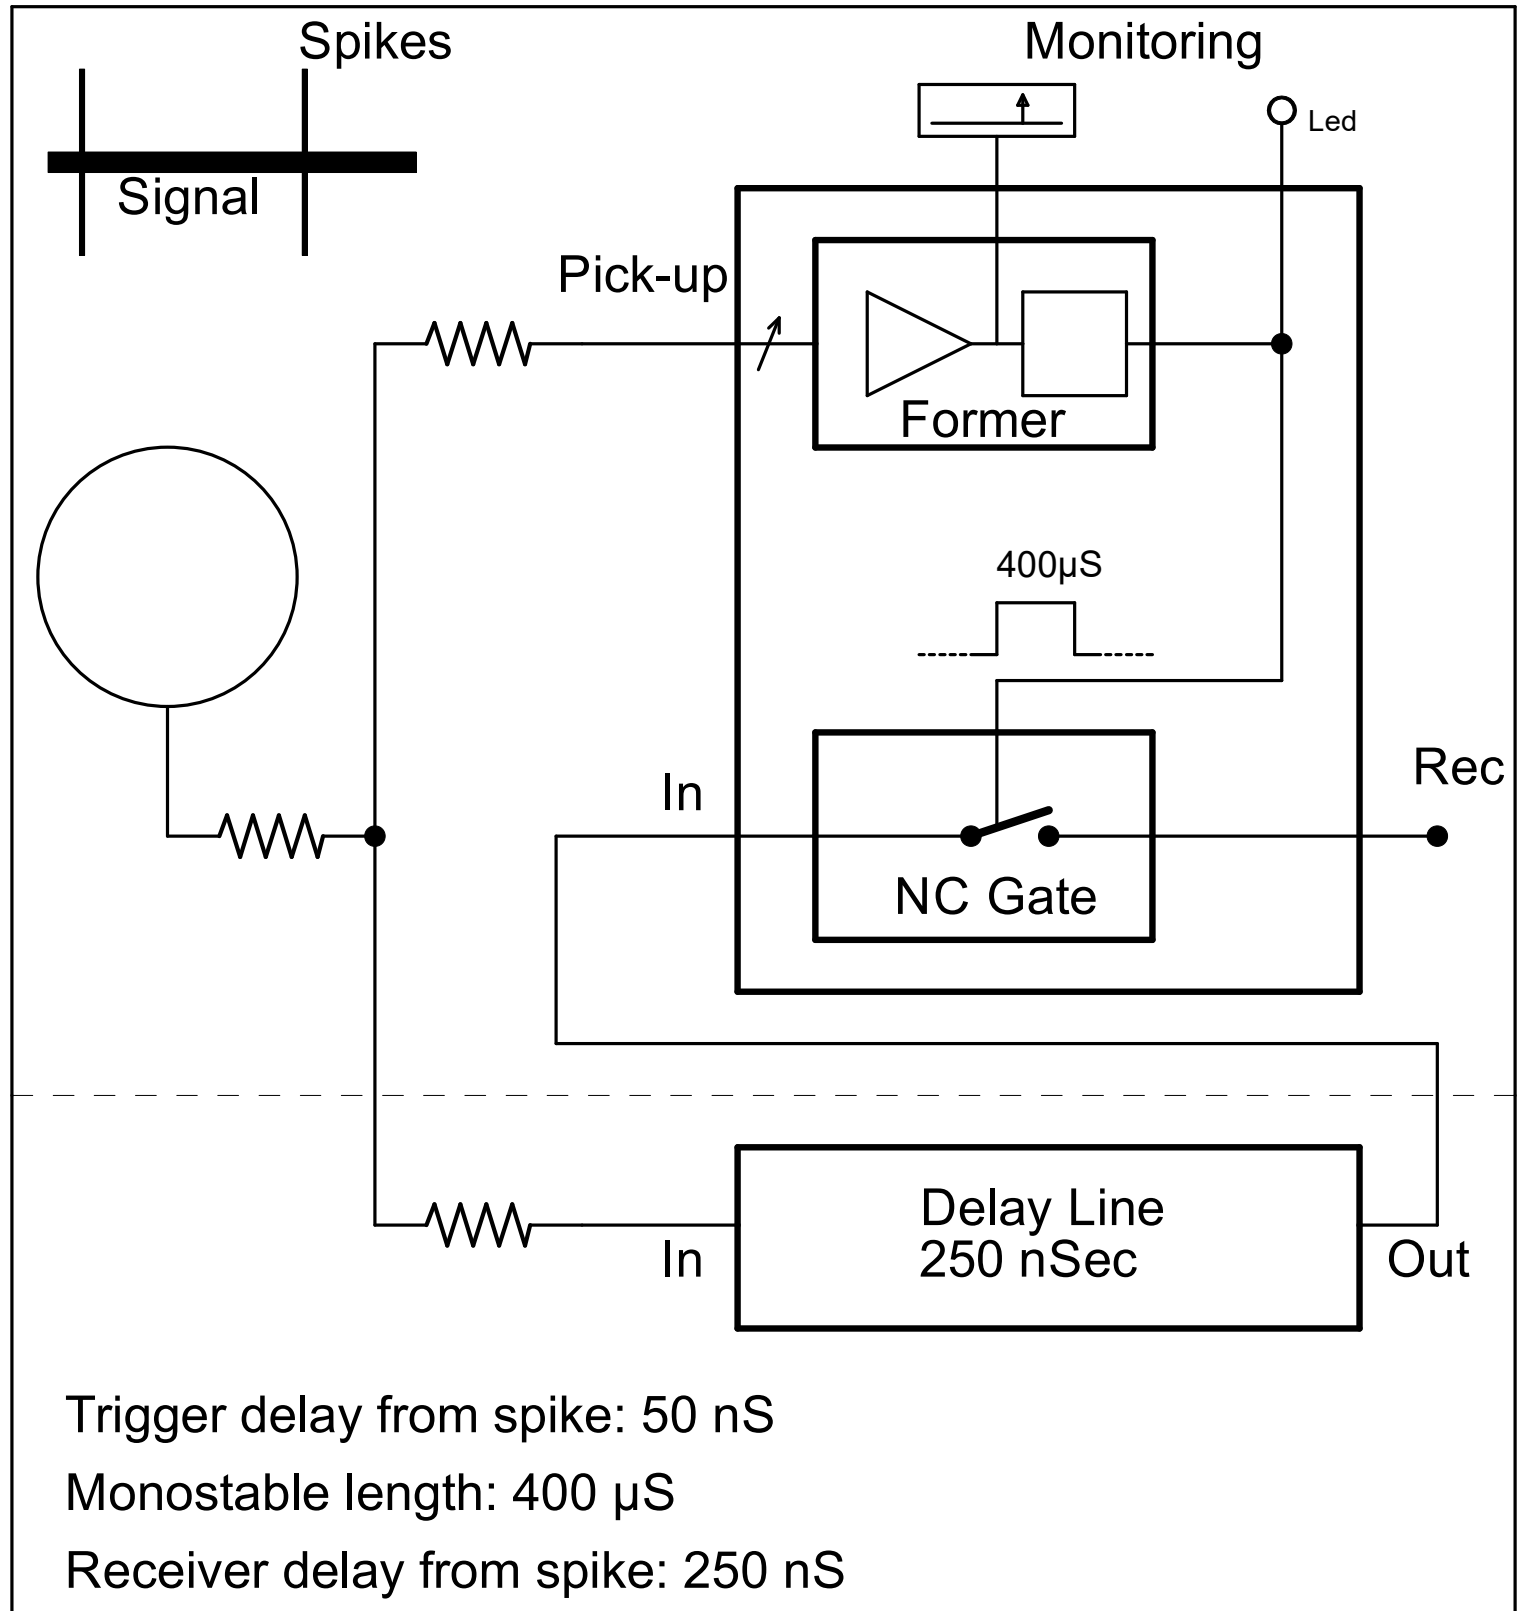 Spikes
Monitoring
Led
Signal
Pick-up
Former
400µS
In
Rec
NC Gate
Delay Line
250 nSec
In
Out
Trigger delay from spike: 50 nS
Monostable length: 400 µS
Receiver delay from spike: 250 nS